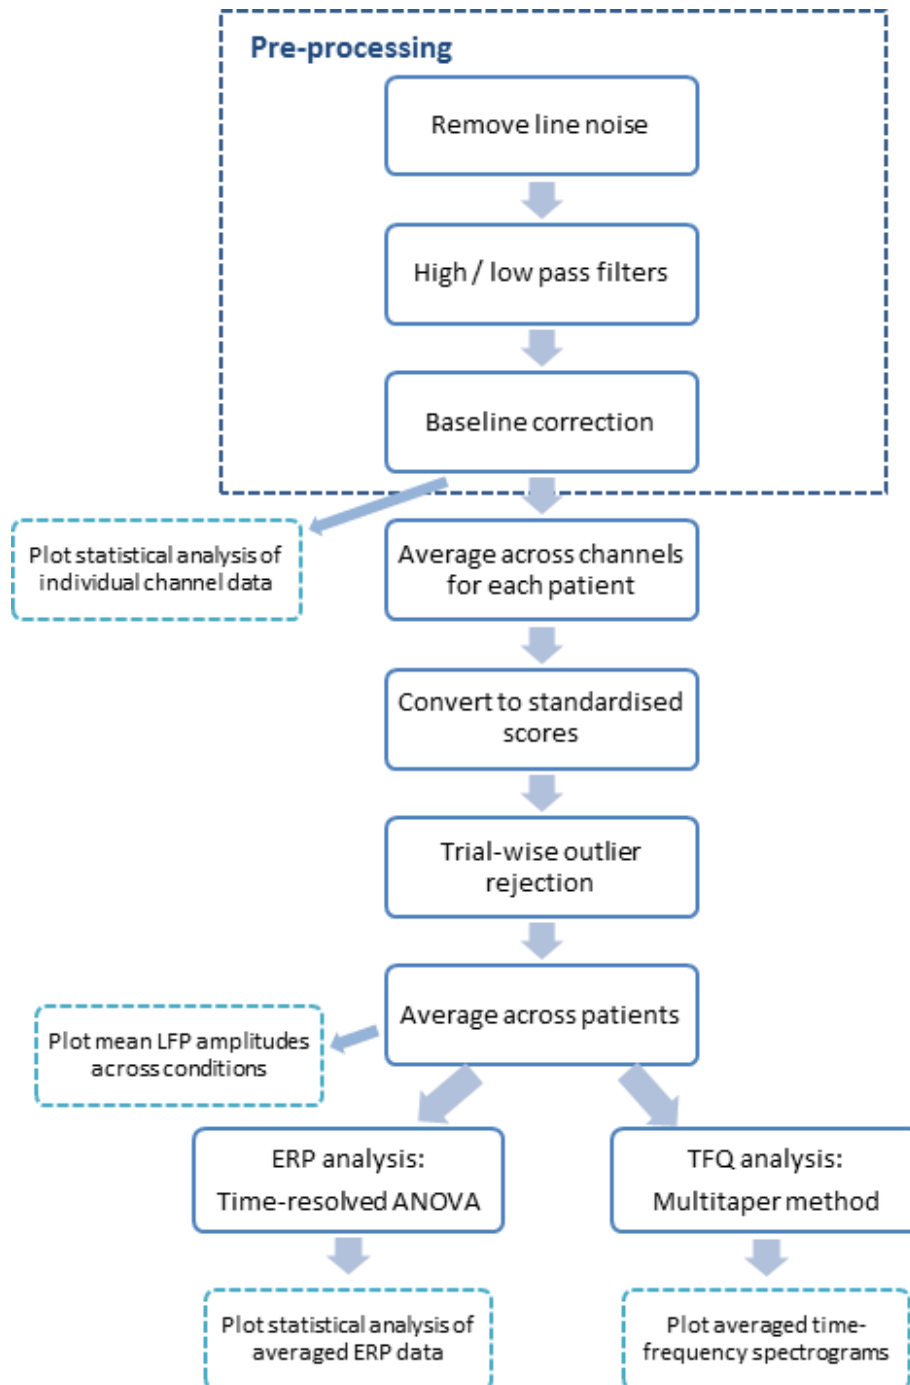 Pre-processing
Remove line noise
High / low pass filters
Baseline correction
Plot statistical analysis of
individual channel data
Average across channels
for each patient
Convert to standardised
scores
Trial-wise outlier
rejection
Average across patients
Plot mean LFP amplitudes
across conditions
ERP analysis:
Time-resolved ANOVA
TFQ analysis:
Multitaper method
Plot statistical analysis of
averaged ERP data
Plot averaged time-
frequency spectrograms